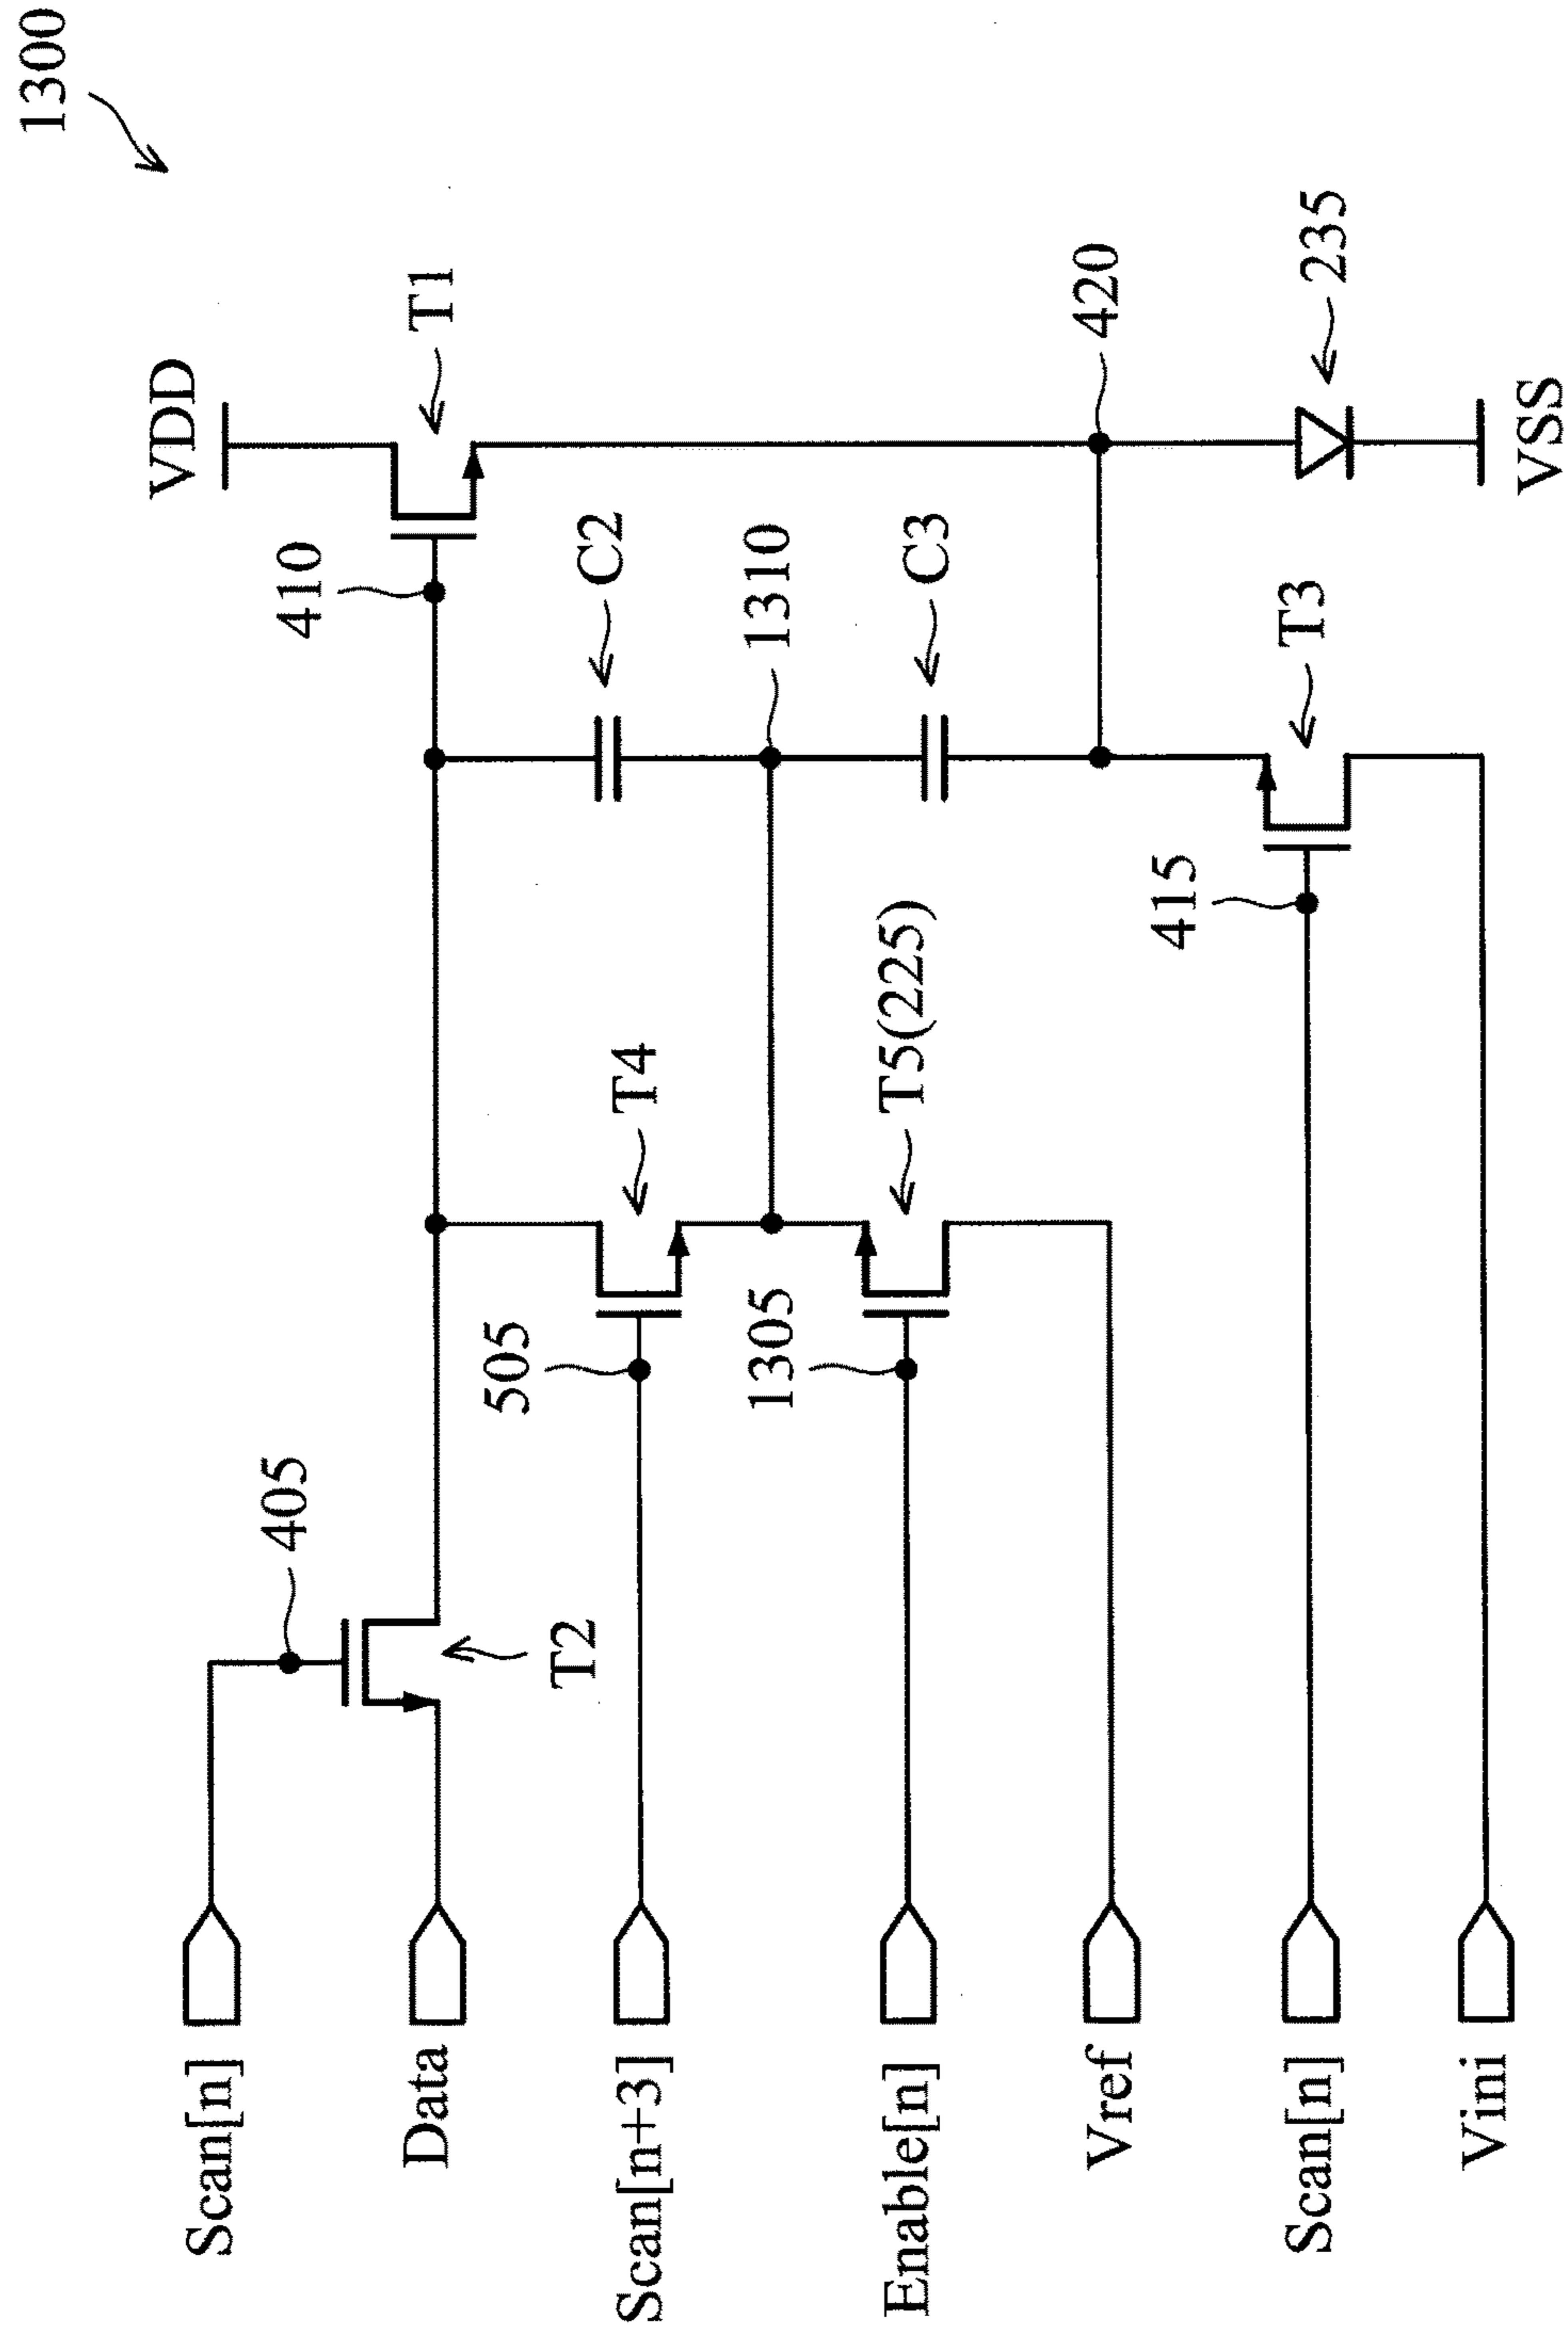 1300
VDD
T1
410
C2
1310
C3
420
235
VSS
T3
415
T4
T5(225)
505
1305
405
T2
Scan[n]
Data
Scan[n+3]
Enable[n]
Vref
Scan[n]
Vini